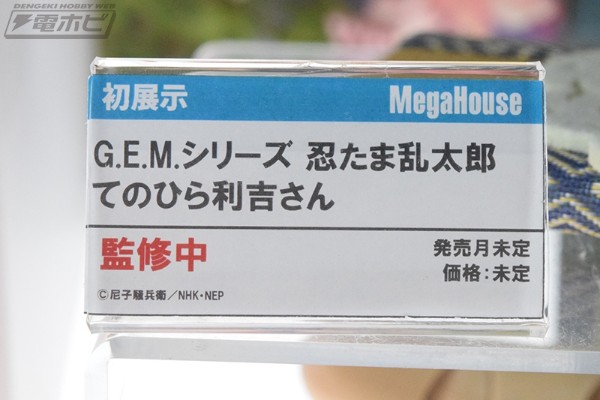 DENGEKI HOBBY WEB
電ホビ
初展示 MegaHouse
G.E.M.シリーズ 忍たま乱太郎
てのひら利吉さん
監修中
発売月未定
価格:未定
©尼子騒兵衛/NHK・NEP